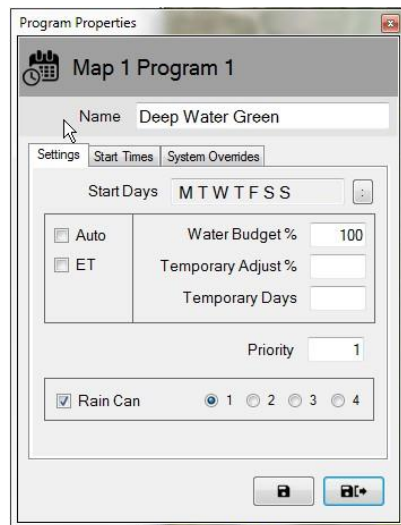 Program Properties
Map 1 Program 1
Name Deep Water Green
Settings Start Times System Overrides
Start Days M T W T F S S :
Auto Water Budget % 100
ET Temporary Adjust %
Temporary Days
Priority 1
Rain Can 1 2 3 4